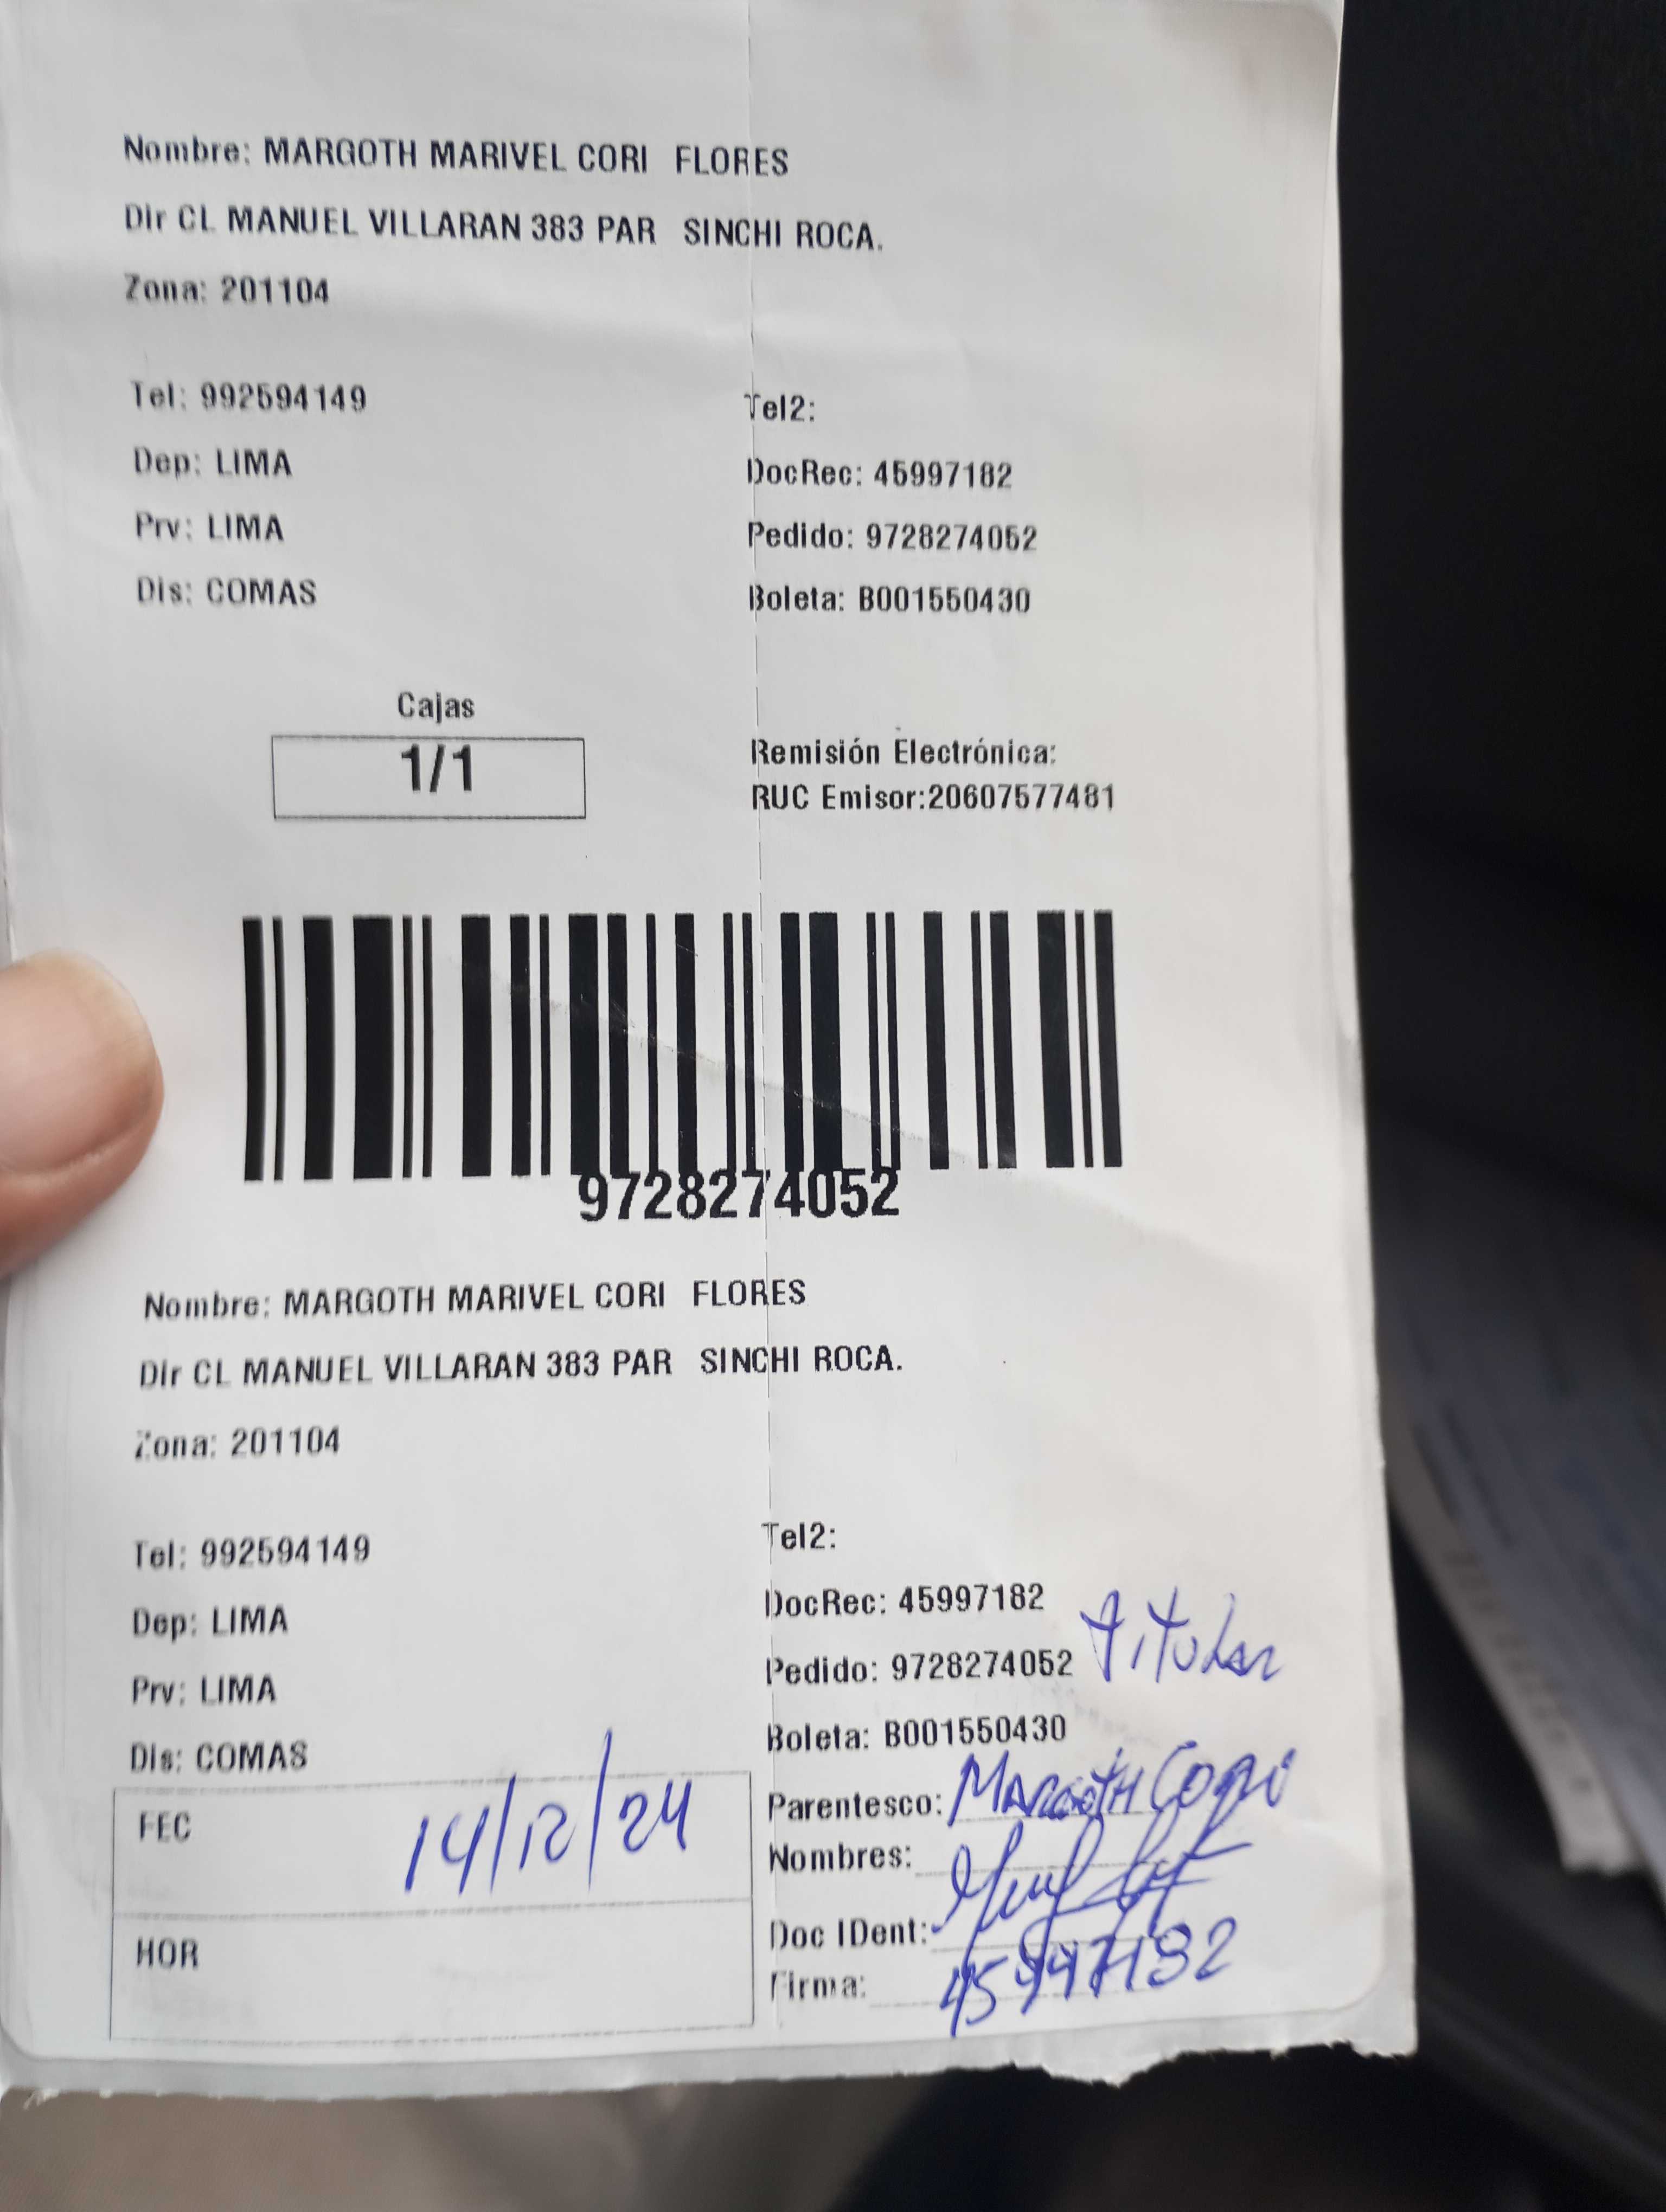 Nombre: MARGOTH MARIVEL CORI FLORES
Dir CL MANUEL VILLARAN 383 PAR SINCHI ROCA.
Zona: 201104
Tel: 992594149 Tel2:
Dep: LIMA DocRec: 45997182
Prv: LIMA Pedido: 9728274052
Dis: COMAS Boleta: B001550430
Cajas
1/1
Remisión Electrónica:
RUC Emisor:20607577481
9728274052
Nombre: MARGOTH MARIVEL CORI FLORES
Dir CL MANUEL VILLARAN 383 PAR SINCHI ROCA.
Zona: 201104
Tel: 992594149 Tel2:
Dep: LIMA DocRec: 45997182
Prv: LIMA Pedido: 9728274052 titular
Dis: COMAS Boleta: B001550430
FEC 14/12/24
HOR
Parentesco: MARGOTH CORI
Nombres:
Doc IDent:
Firma: 45997182